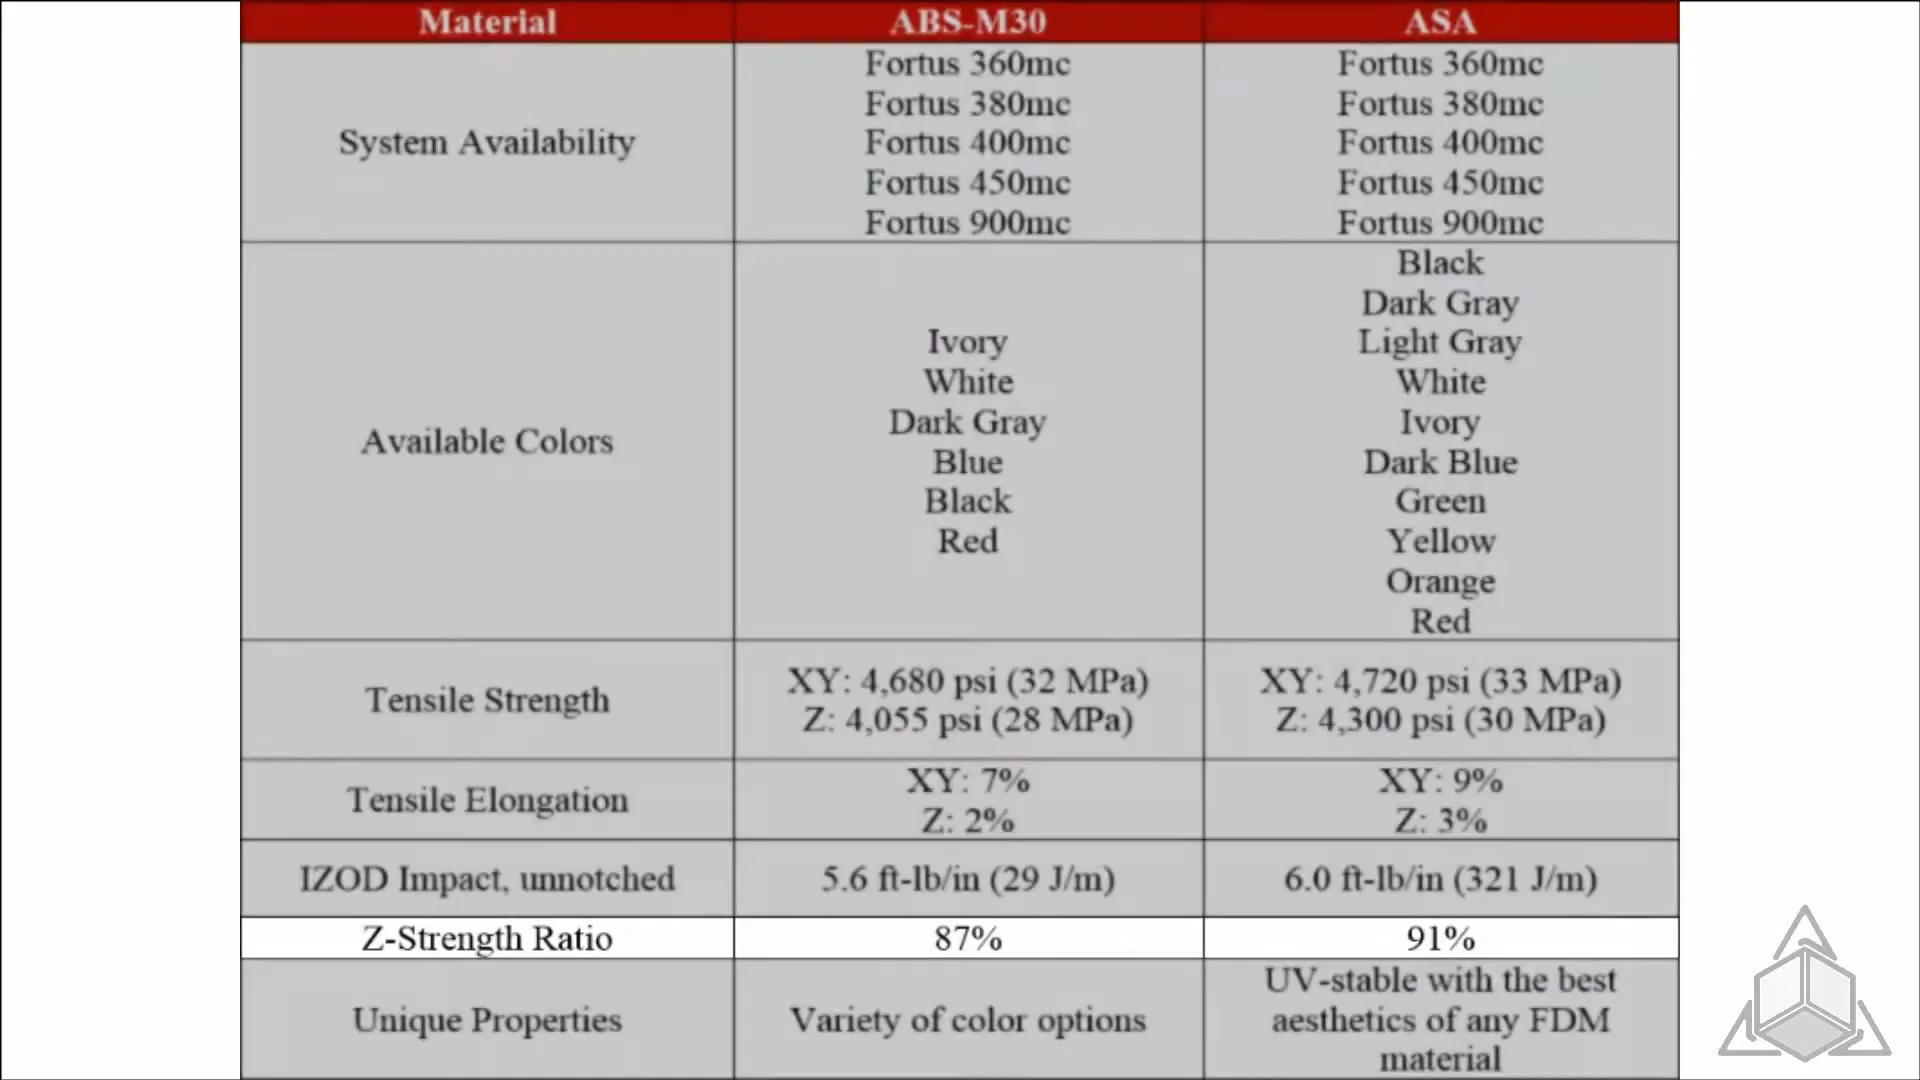 Material ABS-M30 ASA
System Availability
Fortus 360mc
Fortus 380mc
Fortus 400mc
Fortus 450mc
Fortus 900mc
Fortus 360mc
Fortus 380mc
Fortus 400mc
Fortus 450mc
Fortus 900mc
Available Colors
Ivory
White
Dark Gray
Blue
Black
Red
Black
Dark Gray
Light Gray
White
Ivory
Dark Blue
Green
Yellow
Orange
Red
Tensile Strength
XY: 4,680 psi (32 MPa)
Z: 4,055 psi (28 MPa)
XY: 4,720 psi (33 MPa)
Z: 4,300 psi (30 MPa)
Tensile Elongation
XY: 7%
Z: 2%
XY: 9%
Z: 3%
IZOD Impact, unnotched 5.6 ft-lb/in (29 J/m) 6.0 ft-lb/in (321 J/m)
Z-Strength Ratio 87% 91%
Unique Properties
Variety of color options
UV-stable with the best
aesthetics of any FDM
material